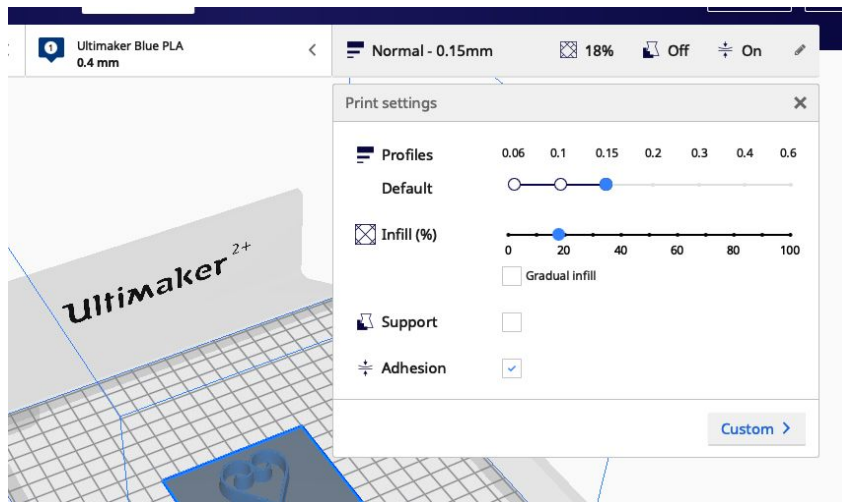 1
Ultimaker Blue PLA
0.4 mm
Normal - 0.15mm
18%
Off
On
Print settings
Profiles
0.06 0.1 0.15 0.2 0.3 0.4 0.6
Default
Infill (%)
0 20 40 60 80 100
Gradual infill
Support
Adhesion
Custom
Ultimaker 2+